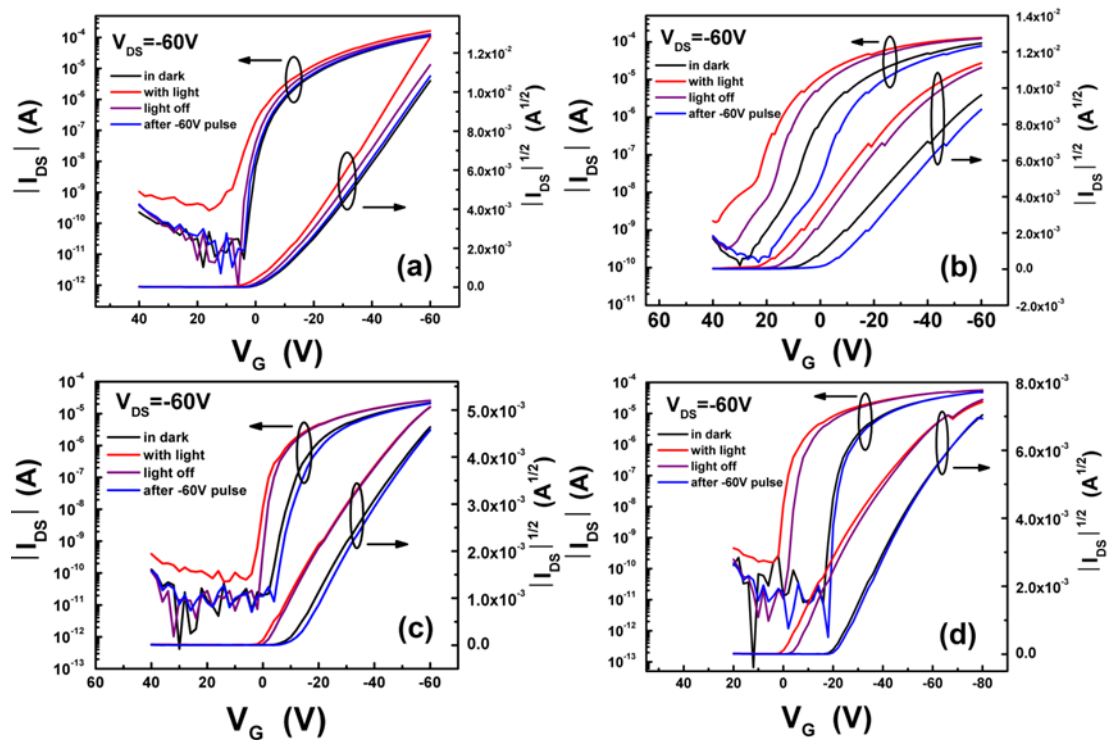 V_DS=-60V
in dark
with light
light off
after -60V pulse
(a)
10^-4
10^-5
10^-6
10^-7
10^-8
10^-9
10^-10
10^-11
10^-12
|I_DS| (A)
1.2x10^-2
1.0x10^-2
8.0x10^-3
6.0x10^-3
4.0x10^-3
2.0x10^-3
0.0
|I_DS|^1/2 (A^1/2)
40 20 0 -20 -40 -60
V_G (V)
V_DS=-60V
in dark
with light
light off
after -60V pulse
(b)
10^-3
10^-4
10^-5
10^-6
10^-7
10^-8
10^-9
10^-10
10^-11
|I_DS| (A)
1.4x10^-2
1.2x10^-2
1.0x10^-2
8.0x10^-3
6.0x10^-3
4.0x10^-3
2.0x10^-3
0.0
-2.0x10^-3
|I_DS|^1/2 (A^1/2)
60 40 20 0 -20 -40 -60
V_G (V)
V_DS=-60V
in dark
with light
light off
after -60V pulse
(c)
10^-4
10^-5
10^-6
10^-7
10^-8
10^-9
10^-10
10^-11
10^-12
10^-13
|I_DS| (A)
5.0x10^-3
4.0x10^-3
3.0x10^-3
2.0x10^-3
1.0x10^-3
0.0
|I_DS|^1/2 (A^1/2)
60 40 20 0 -20 -40 -60
V_G (V)
V_DS=-60V
in dark
with light
light off
after -60V pulse
(d)
10^-4
10^-5
10^-6
10^-7
10^-8
10^-9
10^-10
10^-11
10^-12
10^-13
|I_DS| (A)
8.0x10^-3
6.0x10^-3
4.0x10^-3
2.0x10^-3
0.0
|I_DS|^1/2 (A^1/2)
40 20 0 -20 -40 -60 -80
V_G (V)